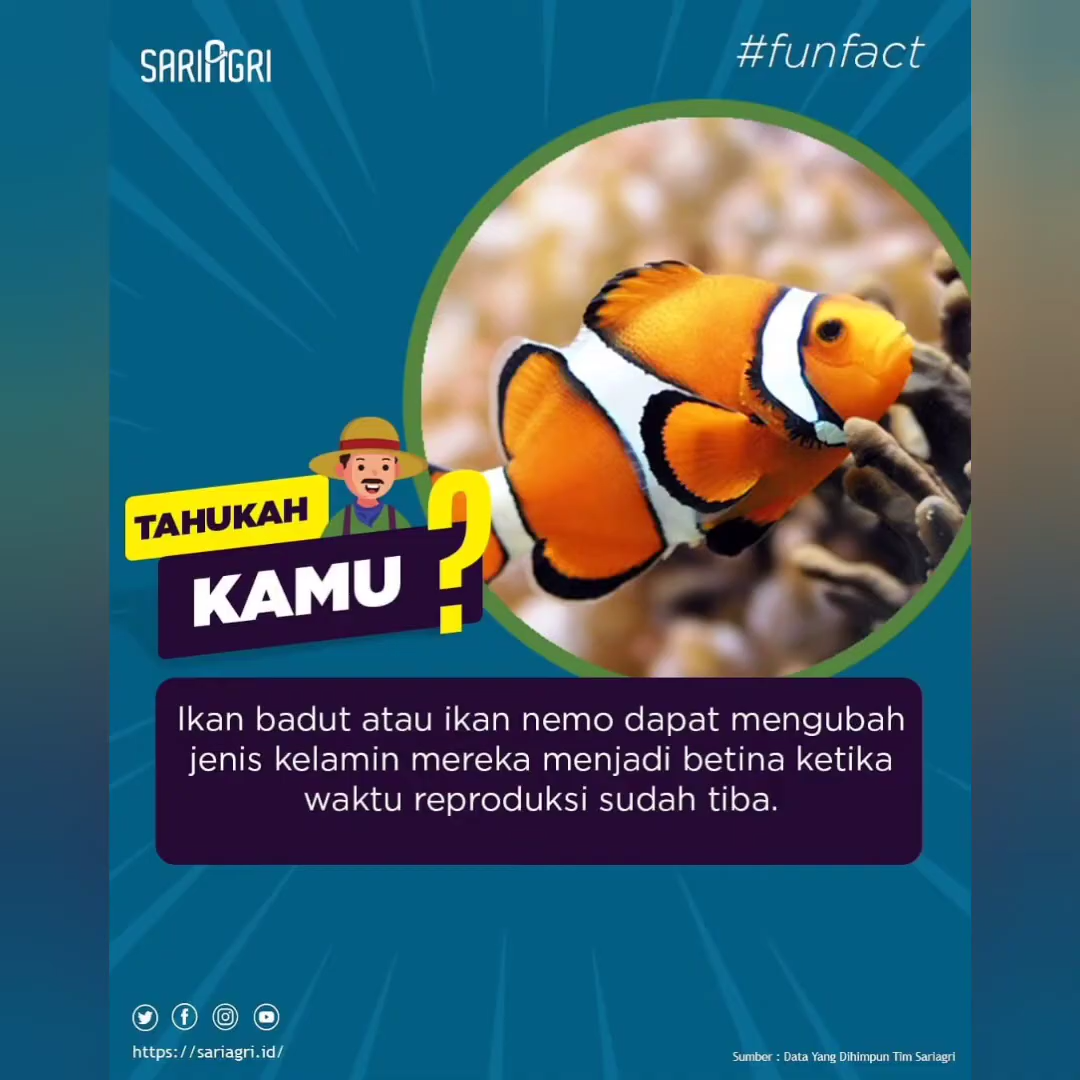 SARIAGRI
#funfact
TAHUKAH
KAMU ?
Ikan badut atau ikan nemo dapat mengubah
jenis kelamin mereka menjadi betina ketika
waktu reproduksi sudah tiba.
https://sariagri.id/
Sumber : Data Yang Dihimpun Tim Sariagri